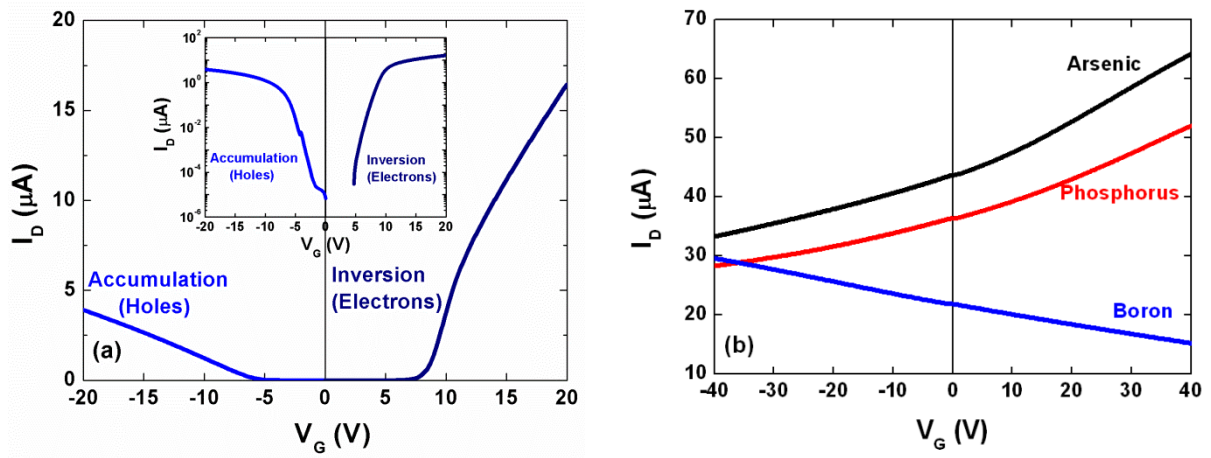 20
15
10
5
0
I_D (μA)
-20 -15 -10 -5 0 5 10 15 20
V_G (V)
Accumulation
(Holes)
Inversion
(Electrons)
(a)
10^2
10^0
10^-2
10^-4
10^-6
I_D (μA)
-20 -15 -10 -5 0 5 10 15 20
V_G (V)
Accumulation
(Holes)
Inversion
(Electrons)
70
60
50
40
30
20
10
I_D (μA)
-40 -30 -20 -10 0 10 20 30 40
V_G (V)
Arsenic
Phosphorus
Boron
(b)